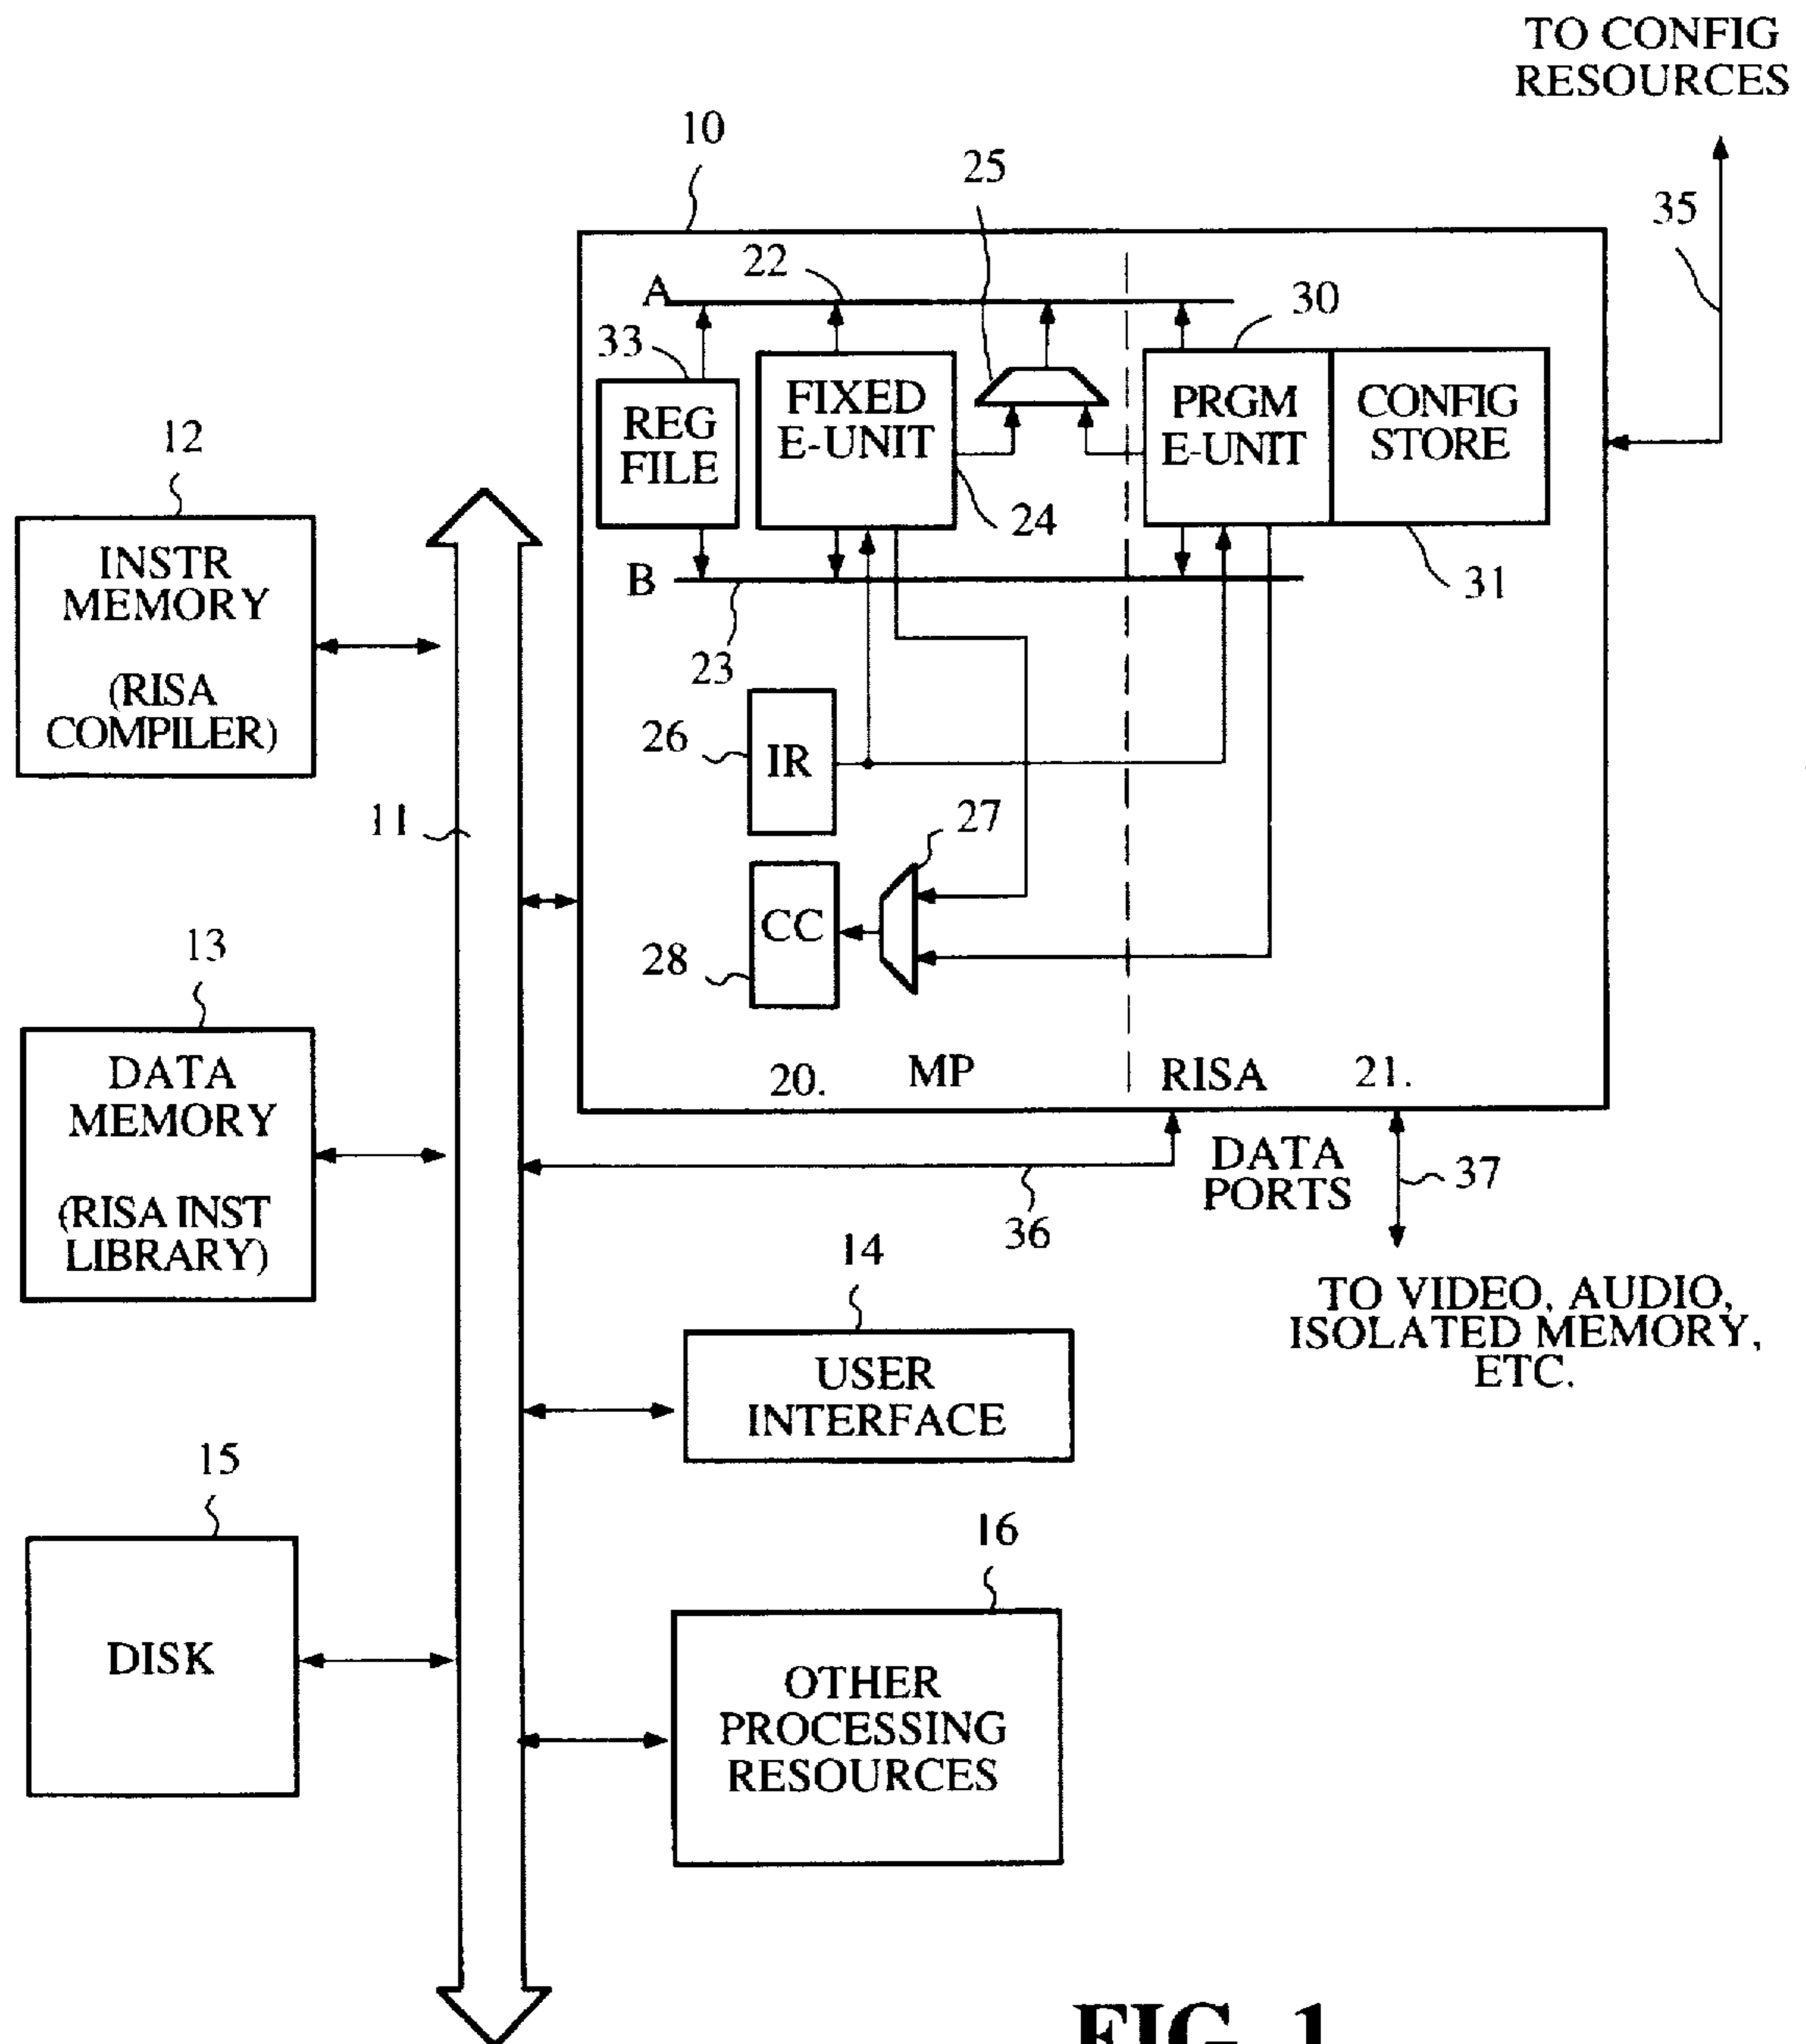 TO CONFIG
RESOURCES
10
25
35
22
A
30
33
REG
FILE
FIXED
E-UNIT
PRGM
E-UNIT
CONFIG
STORE
12
24
INSTR
MEMORY
(RISA
COMPILER)
B
31
23
26
IR
11
27
CC
28
13
DATA
MEMORY
(RISA INST
LIBRARY)
20.
MP
RISA
21.
DATA
PORTS
37
36
14
TO VIDEO, AUDIO,
ISOLATED MEMORY,
ETC.
USER
INTERFACE
15
16
DISK
OTHER
PROCESSING
RESOURCES
FIG. 1